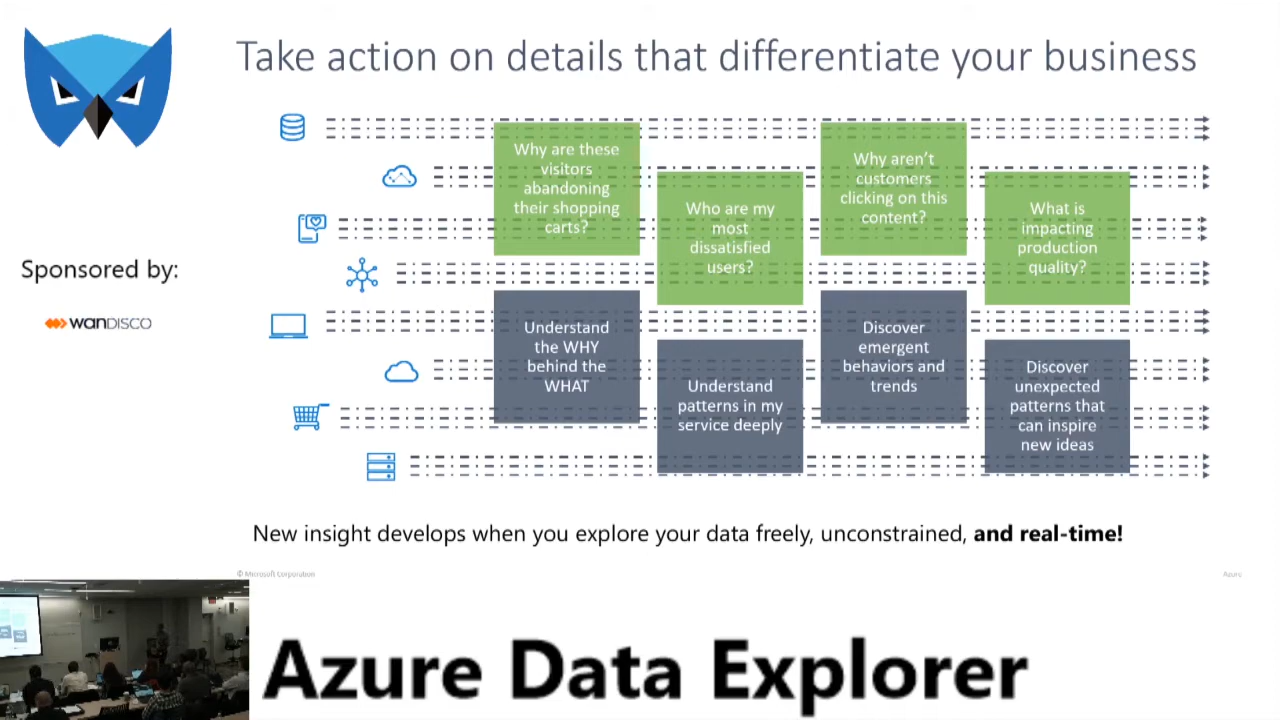 Take action on details that differentiate your business
Why are these
visitors
abandoning
their shopping
carts?
Who are my
most
dissatisfied
users?
Why aren't
customers
clicking on this
content?
What is
impacting
production
quality?
Sponsored by:
WANDISCO
Understand
the WHY
behind the
WHAT
Understand
patterns in my
service deeply
Discover
emergent
behaviors and
trends
Discover
unexpected
patterns that
can inspire
new ideas
New insight develops when you explore your data freely, unconstrained, and real-time!
© Microsoft Corporation
Azure
Azure Data Explorer